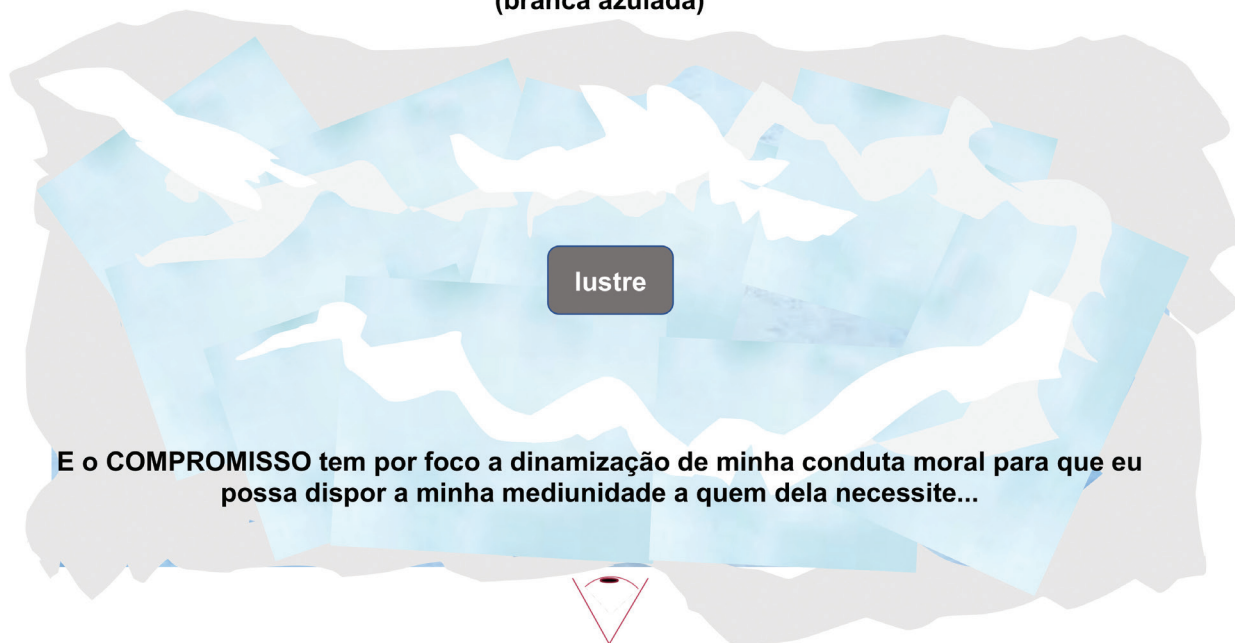 (branca azulada)
lustre
E o COMPROMISSO tem por foco a dinamização de minha conduta moral para que eu
possa dispor a minha mediunidade a quem dela necessite...